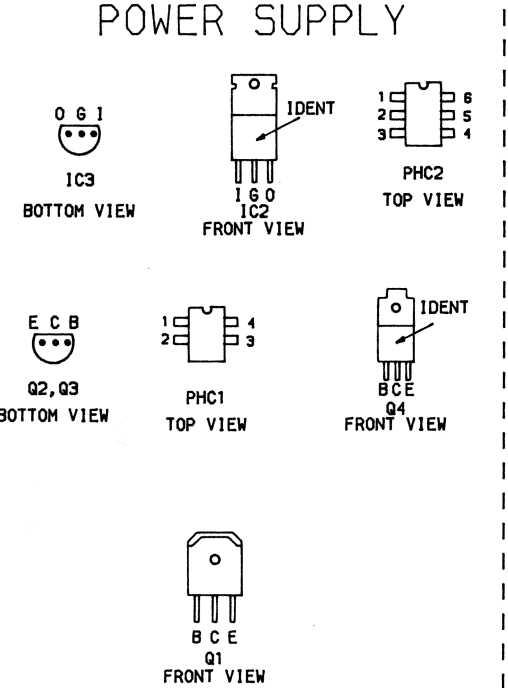 POWER SUPPLY
O G I
IC3
BOTTOM VIEW
IDENT
I G O
IC2
FRONT VIEW
1 6
2 5
3 4
PHC2
TOP VIEW
E C B
Q2,Q3
BOTTOM VIEW
1 4
2 3
PHC1
TOP VIEW
IDENT
B C E
Q4
FRONT VIEW
B C E
Q1
FRONT VIEW